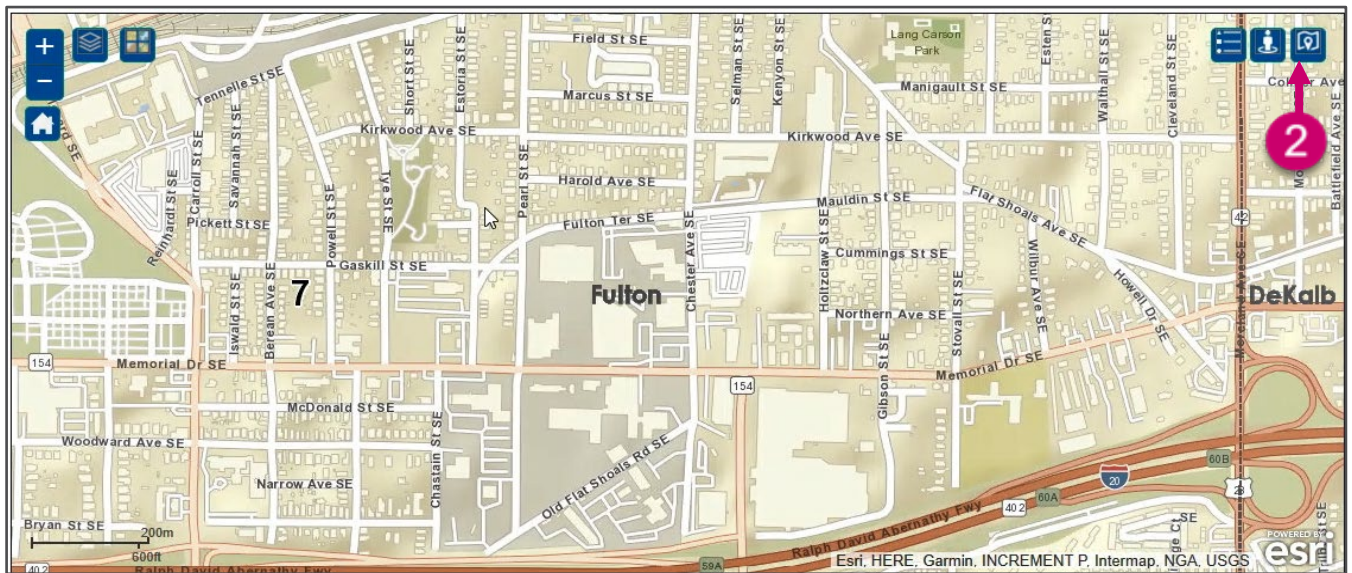 Field St SE
Lang Carson
Park
Tennelle St SE
Short St SE
Estoria St SE
Marcus St SE
Selman St SE
Kenyon St SE
Manigault St SE
Walthall St SE
Cleveland St SE
2
Kirkwood Ave SE
Kirkwood Ave SE
Carroll St SE
Savannah St SE
Reinhardt St SE
Pickett St SE
Powell St SE
Tye St SE
Pearl St SE
Harold Ave SE
Fulton Ter SE
Mauldin St SE
Flat Shoals Ave SE
Battlefield Ave SE
42
Gaskill St SE
7
Fulton
Chester Ave SE
Holtzclaw St SE
Cummings St SE
Wilbur Ave SE
Howell Dr SE
DeKalb
Iswald St SE
Berean Ave SE
Northern Ave SE
Stovall St SE
Moreland Ave SE
154
Memorial Dr SE
Memorial Dr SE
154
McDonald St SE
Chastain St SE
Gibson St SE
Woodward Ave SE
Old Flat Shoals Rd SE
Narrow Ave SE
60B
20
60A
40 2
23
Bryan St SE
200m
600ft
Ralph David Abernathy Fwy
SE
40 2
Ralph David Abernathy Fwy
59A
Esri, HERE, Garmin, INCREMENT P, Intermap, NGA, USGS
POWERED BY
esri